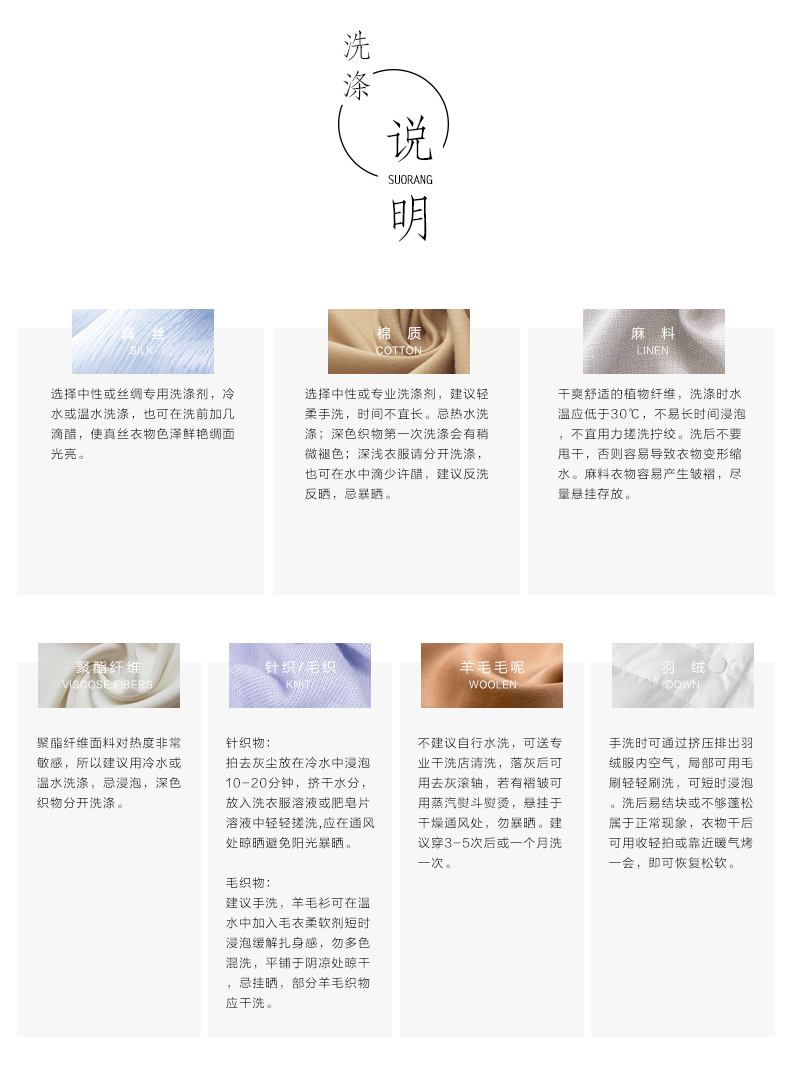 洗涤
说明
SUORANG
真 丝
SILK
选择中性或丝绸专用洗涤剂，冷
水或温水洗涤，也可在洗前加几
滴醋，使真丝衣物色泽鲜艳绸面
光亮。
棉 质
COTTON
选择中性或专业洗涤剂，建议轻
柔手洗，时间不宜长。忌热水洗
涤；深色织物第一次洗涤会有稍
微褪色；深浅衣服请分开洗涤，
也可在水中滴少许醋，建议反洗
反晒，忌暴晒。
麻 料
LINEN
干爽舒适的植物纤维，洗涤时水
温应低于30℃，不易长时间浸泡
，不宜用力搓洗拧绞。洗后不要
甩干，否则容易导致衣物变形缩
水。麻料衣物容易产生皱褶，尽
量悬挂存放。
聚酯纤维
VISCOSE FIBERS
聚酯纤维面料对热度非常
敏感，所以建议用冷水或
温水洗涤，忌浸泡，深色
织物分开洗涤。
针织/毛织
KNIT
针织物：
拍去灰尘放在冷水中浸泡
10-20分钟，挤干水分，
放入洗衣服溶液或肥皂片
溶液中轻轻搓洗,应在通风
处晾晒避免阳光暴晒。
毛织物：
建议手洗，羊毛衫可在温
水中加入毛衣柔软剂短时
浸泡缓解扎身感，勿多色
混洗，平铺于阴凉处晾干
，忌挂晒，部分羊毛织物
应干洗。
羊毛毛呢
WOOLEN
不建议自行水洗，可送专
业干洗店清洗，落灰后可
用去灰滚轴，若有褶皱可
用蒸汽熨斗熨烫，悬挂于
干燥通风处，勿暴晒。建
议穿3-5次后或一个月洗
一次。
羽 绒
DOWN
手洗时可通过挤压排出羽
绒服内空气，局部可用毛
刷轻轻刷洗，可短时浸泡
。洗后易结块或不够蓬松
属于正常现象，衣物干后
可用收轻拍或靠近暖气烤
一会，即可恢复松软。